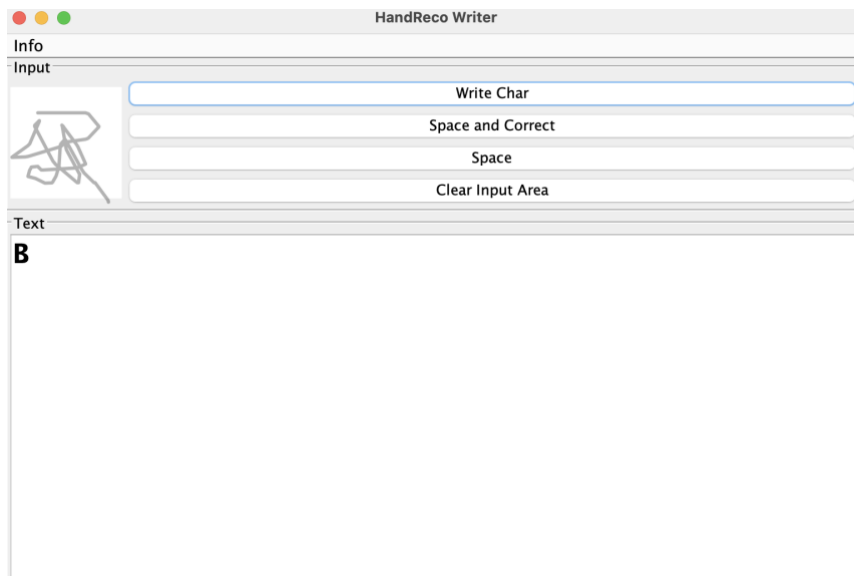 HandReco Writer
Info
Input
Write Char
Space and Correct
Space
Clear Input Area
Text
B